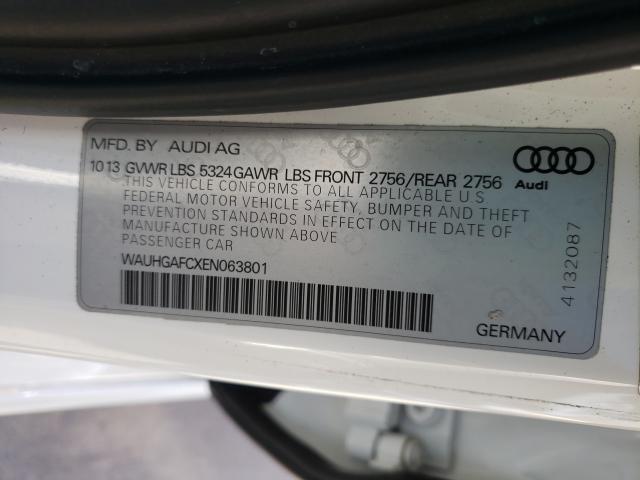 MFD. BY AUDI AG
10 13 GVWR LBS 5324 GAWR LBS FRONT 2756/REAR 2756
THIS VEHICLE CONFORMS TO ALL APPLICABLE U.S
FEDERAL MOTOR VEHICLE SAFETY, BUMPER AND THEFT
PREVENTION STANDARDS IN EFFECT ON THE DATE OF
MANUFACTURE SHOWN ABOVE
PASSENGER CAR
WAUHGAFCXEN063801
Audi
4132087
GERMANY